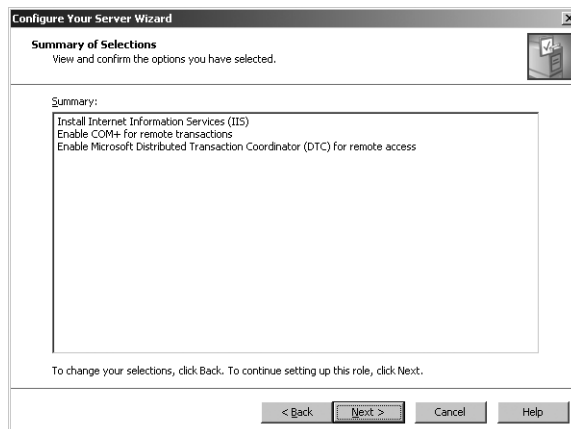 Configure Your Server Wizard
Summary of Selections
View and confirm the options you have selected.
Summary:
Install Internet Information Services (IIS)
Enable COM+ for remote transactions
Enable Microsoft Distributed Transaction Coordinator (DTC) for remote access
To change your selections, click Back. To continue setting up this role, click Next.
< Back Next > Cancel Help